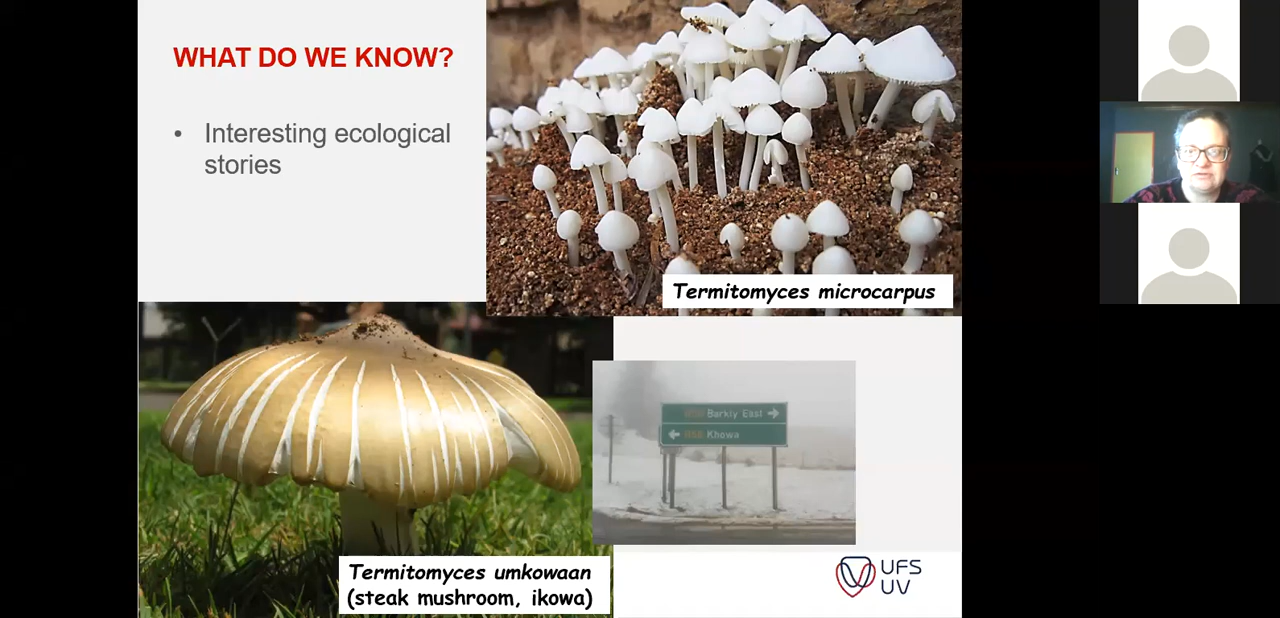 WHAT DO WE KNOW?
• Interesting ecological
stories
Termitomyces microcarpus
Barkly East
Khowa
Termitomyces umkowaan
(steak mushroom, ikowa)
UFS
UV